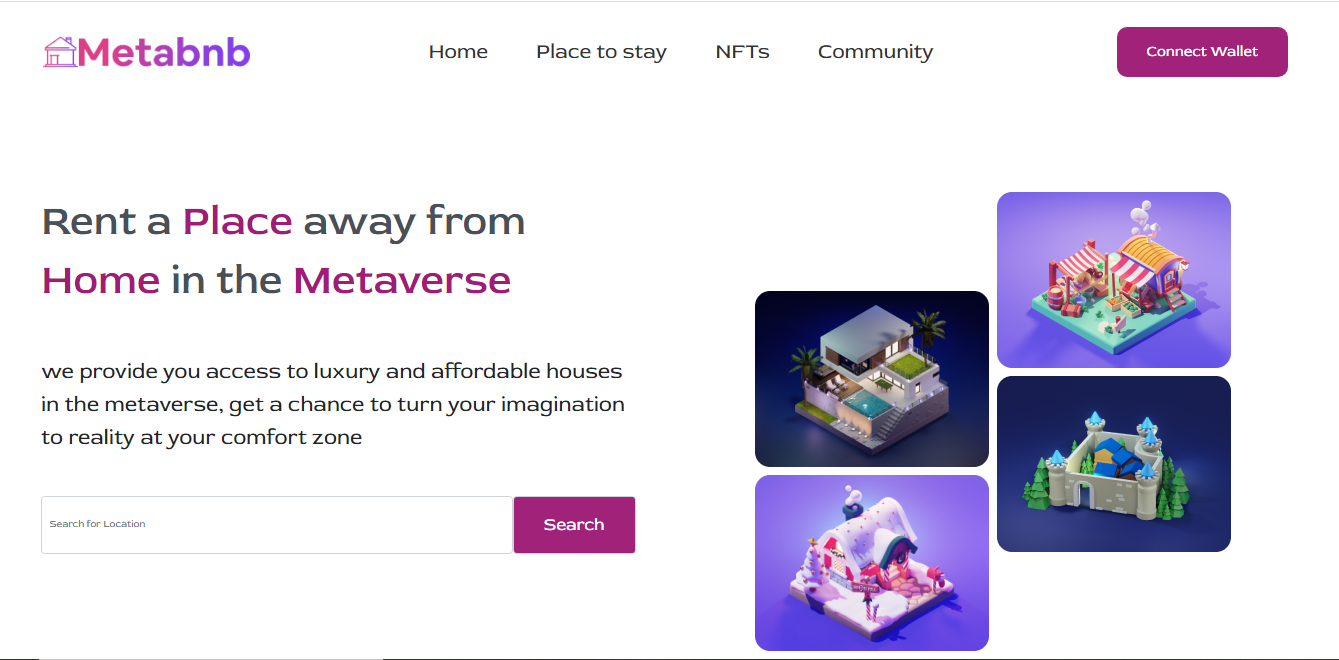 Metabnb
Home
Place to stay
NFTs
Community
Connect Wallet
Rent a Place away from
Home in the Metaverse
we provide you access to luxury and affordable houses
in the metaverse, get a chance to turn your imagination
to reality at your comfort zone
Search for Location
Search